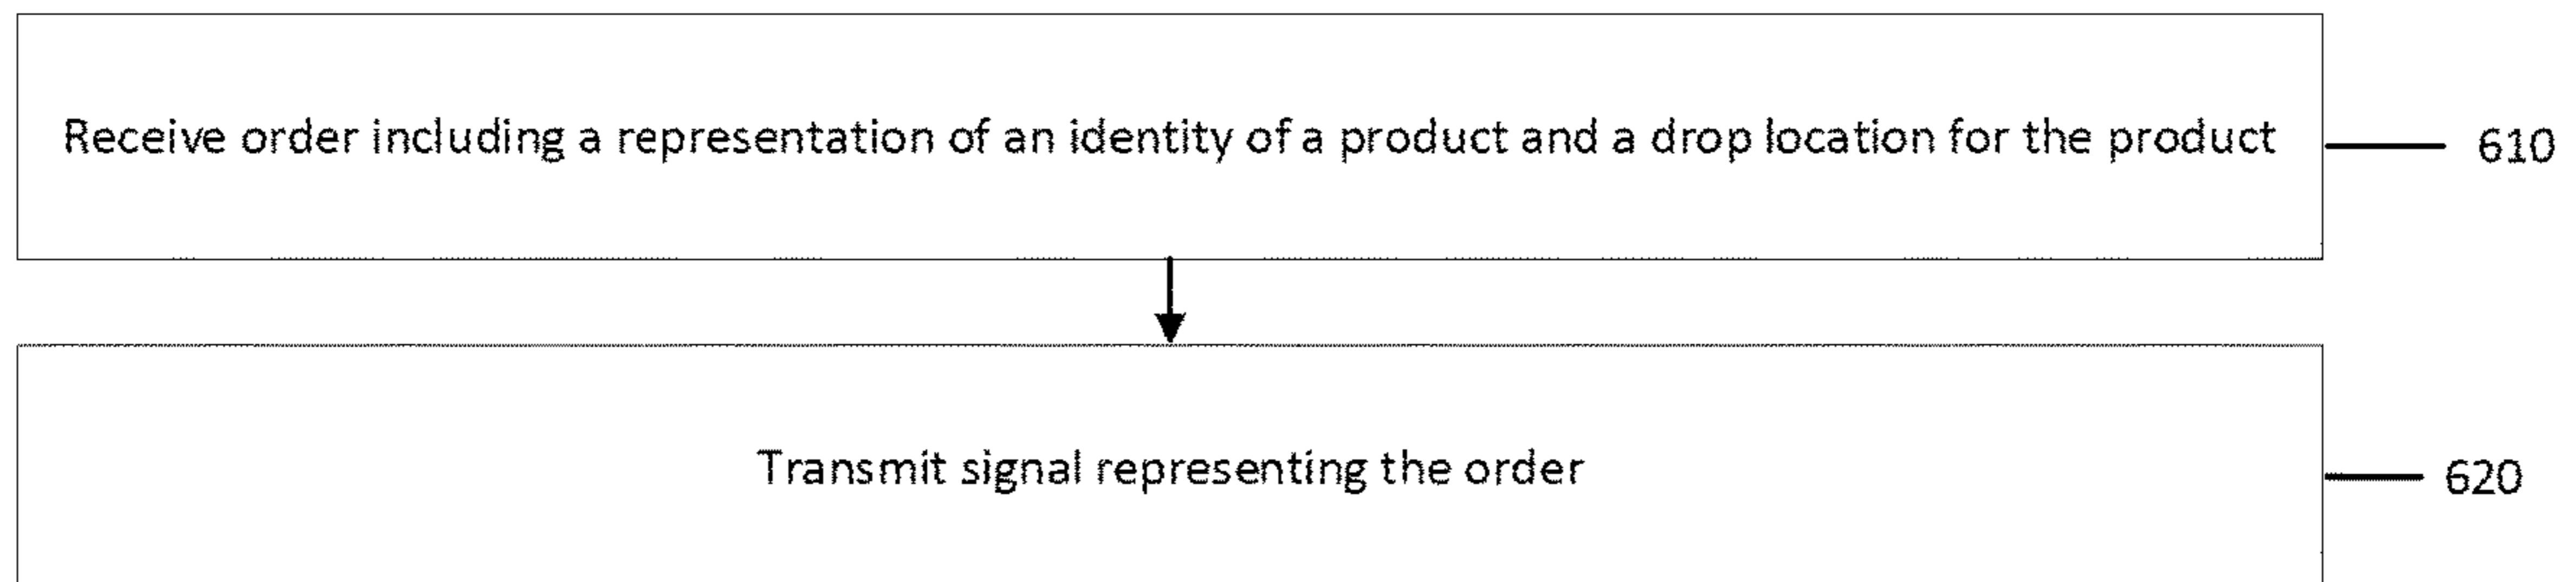 Receive order including a representation of an identity of a product and a drop location for the product
610
Transmit signal representing the order
620